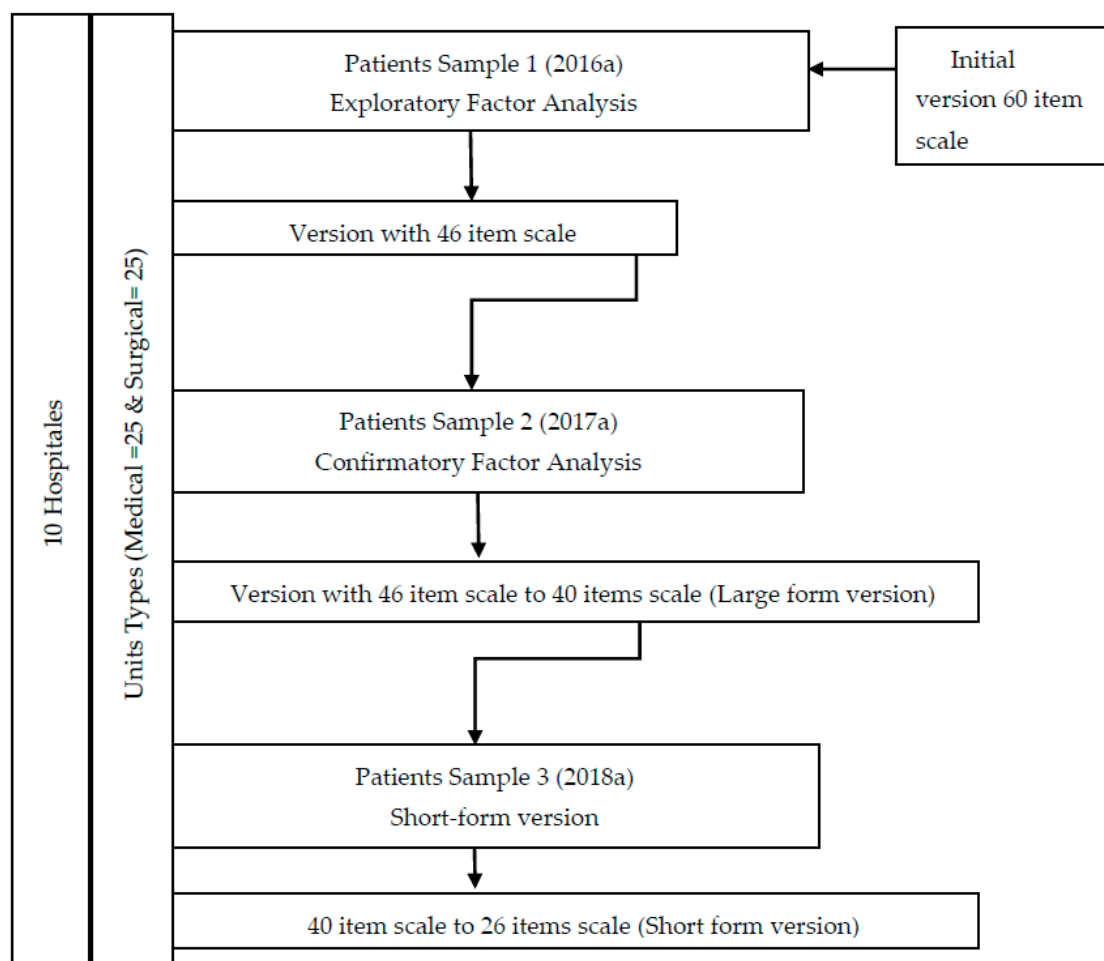 10 Hospitales
Units Types (Medical =25 & Surgical= 25)
Patients Sample 1 (2016a)
Exploratory Factor Analysis
Initial
version 60 item
scale
Version with 46 item scale
Patients Sample 2 (2017a)
Confirmatory Factor Analysis
Version with 46 item scale to 40 items scale (Large form version)
Patients Sample 3 (2018a)
Short-form version
40 item scale to 26 items scale (Short form version)